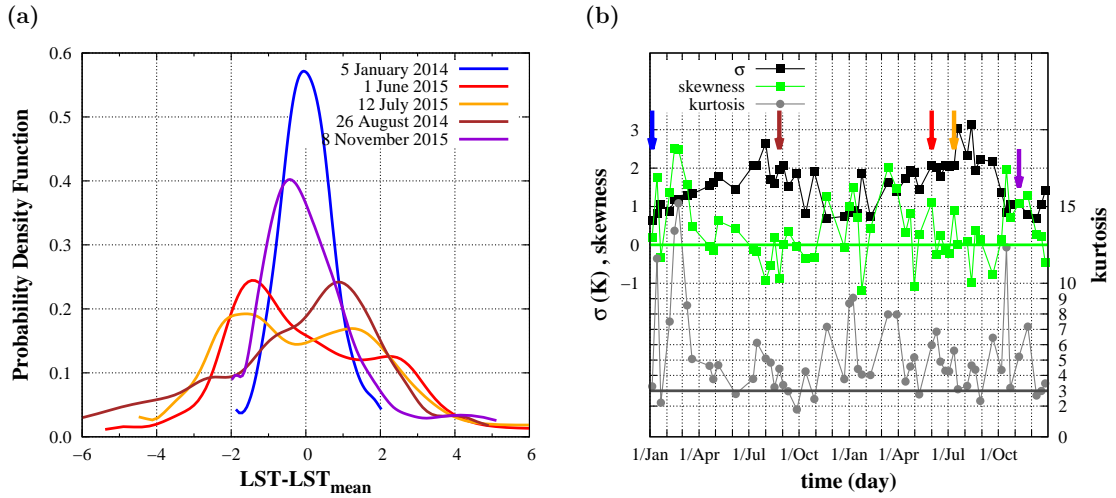 (a)
Probability Density Function
0.6
0.5
0.4
0.3
0.2
0.1
0.0
5 January 2014
1 June 2015
12 July 2015
26 August 2014
8 November 2015
−6 −4 −2 0 2 4 6
LST-LSTmean
(b)
σ (K) , skewness
3
2
1
0
−1
σ
skewness
kurtosis
15
10
9
8
7
6
5
4
3
2
0
kurtosis
1/Jan 1/Apr 1/Jul 1/Oct 1/Jan 1/Apr 1/Jul 1/Oct
time (day)